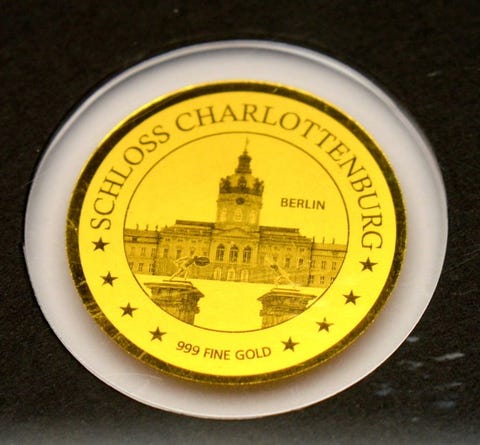 SCHLOSS CHARLOTTENBURG
BERLIN
999 FINE GOLD